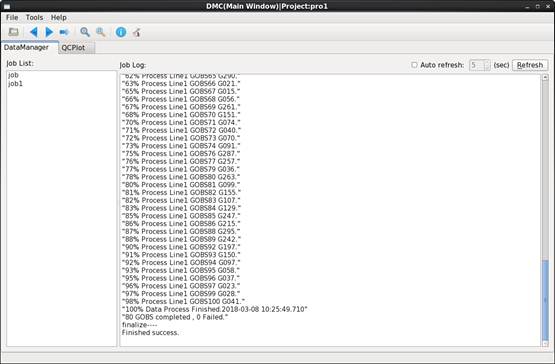 DMC(Main Window)|Project:pro1
File Tools Help
DataManager QCPlot
Job List:
Job Log:
Auto refresh: 5 (sec) Refresh
job
job1
"62% Process Line1 GOBS65 G290."
"63% Process Line1 GOBS66 G021."
"65% Process Line1 GOBS67 G015."
"66% Process Line1 GOBS68 G056."
"67% Process Line1 GOBS69 G261."
"68% Process Line1 GOBS70 G151."
"70% Process Line1 GOBS71 G074."
"71% Process Line1 GOBS72 G040."
"72% Process Line1 GOBS73 G070."
"73% Process Line1 GOBS74 G091."
"75% Process Line1 GOBS76 G287."
"76% Process Line1 GOBS77 G257."
"77% Process Line1 GOBS79 G036."
"78% Process Line1 GOBS80 G263."
"80% Process Line1 GOBS81 G099."
"81% Process Line1 GOBS82 G155."
"82% Process Line1 GOBS83 G107."
"83% Process Line1 GOBS84 G129."
"85% Process Line1 GOBS85 G247."
"86% Process Line1 GOBS86 G215."
"87% Process Line1 GOBS88 G295."
"88% Process Line1 GOBS89 G242."
"90% Process Line1 GOBS92 G197."
"91% Process Line1 GOBS93 G150."
"92% Process Line1 GOBS94 G097."
"93% Process Line1 GOBS95 G058."
"95% Process Line1 GOBS96 G037."
"96% Process Line1 GOBS97 G023."
"97% Process Line1 GOBS99 G028."
"98% Process Line1 GOBS100 G041."
"100% Data Process Finished:2018-03-08 10:25:49.710"
"80 GOBS completed , 0 Failed."
finalize----
Finished success.